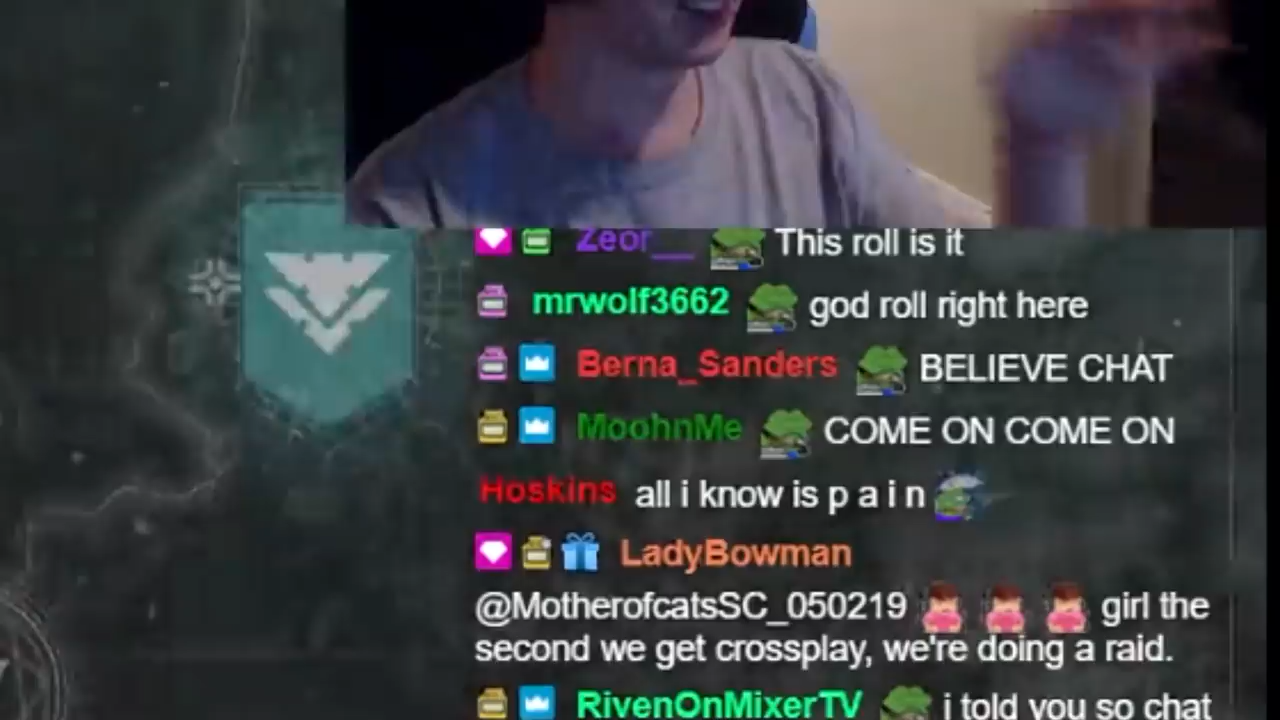 Zeor__ This roll is it
mrwolf3662 god roll right here
Berna_Sanders BELIEVE CHAT
MoohnMe COME ON COME ON
Hoskins all i know is p a i n
LadyBowman
@MotherofcatsSC_050219 girl the
second we get crossplay, we're doing a raid.
RivenOnMixerTV i told you so chat